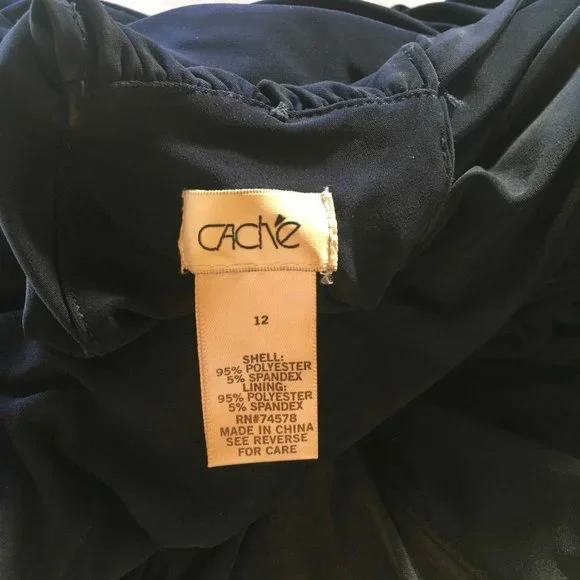 CACHé
12
SHELL:
95% POLYESTER
5% SPANDEX
LINING:
95% POLYESTER
5% SPANDEX
RN#74578
MADE IN CHINA
SEE REVERSE
FOR CARE